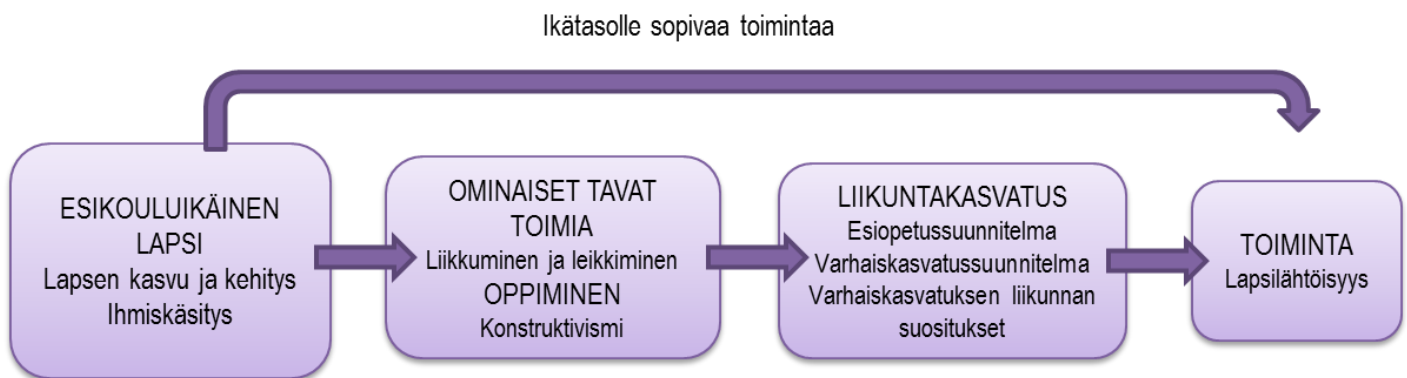 Ikätasolle sopivaa toimintaa
ESIKOULUIKÄINEN
LAPSI
Lapsen kasvu ja kehitys
Ihmiskäsitys
OMINAISET TAVAT
TOIMIA
Liikkuminen ja leikkiminen
OPPIMINEN
Konstruktivismi
LIIKUNTAKASVATUS
Esiopetussuunnitelma
Varhaiskasvatussuunnitelma
Varhaiskasvatuksen liikunnan
suositukset
TOIMINTA
Lapsilähtöisyys